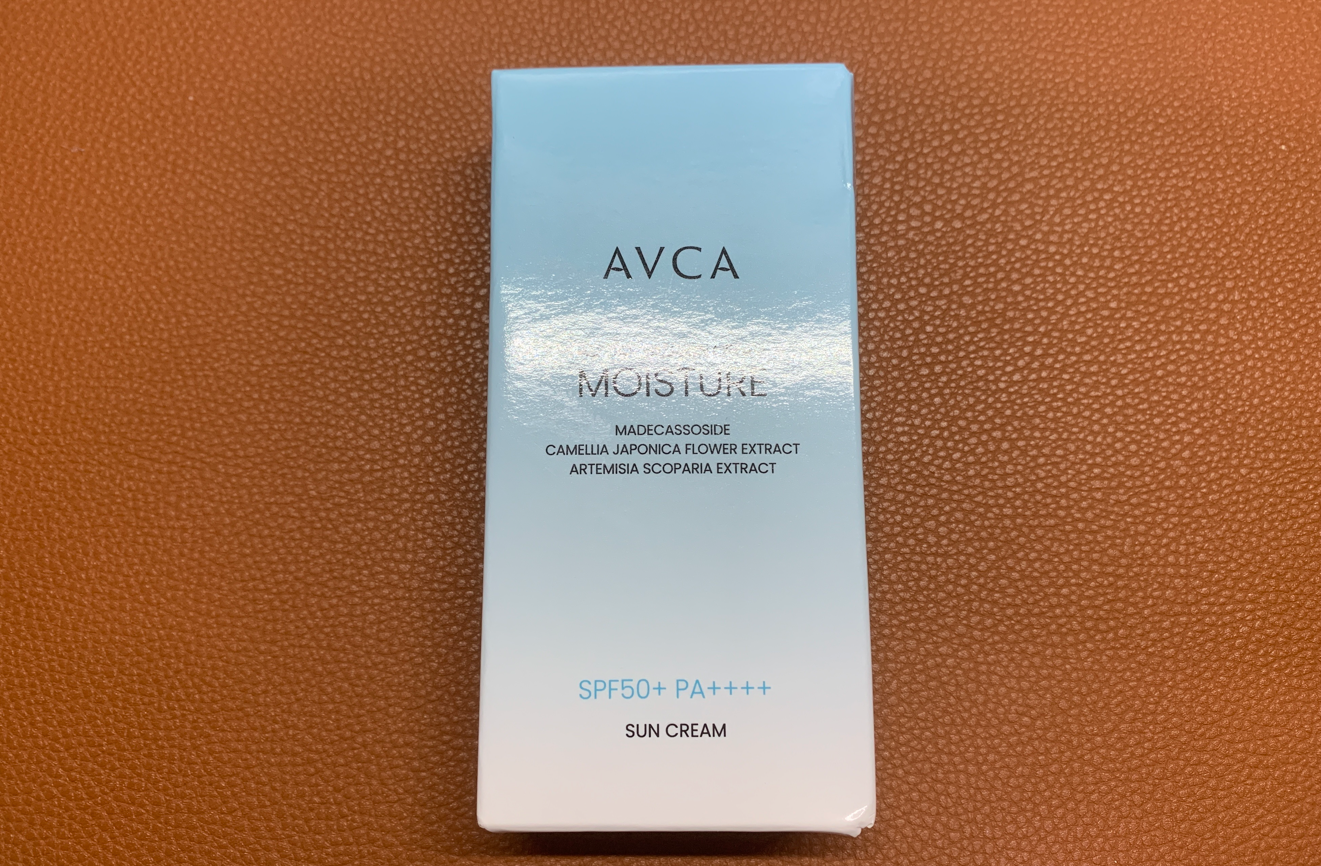 AVCA
MOISTURE
MADECASSOSIDE
CAMELLIA JAPONICA FLOWER EXTRACT
ARTEMISIA SCOPARIA EXTRACT
SPF50+ PA++++
SUN CREAM